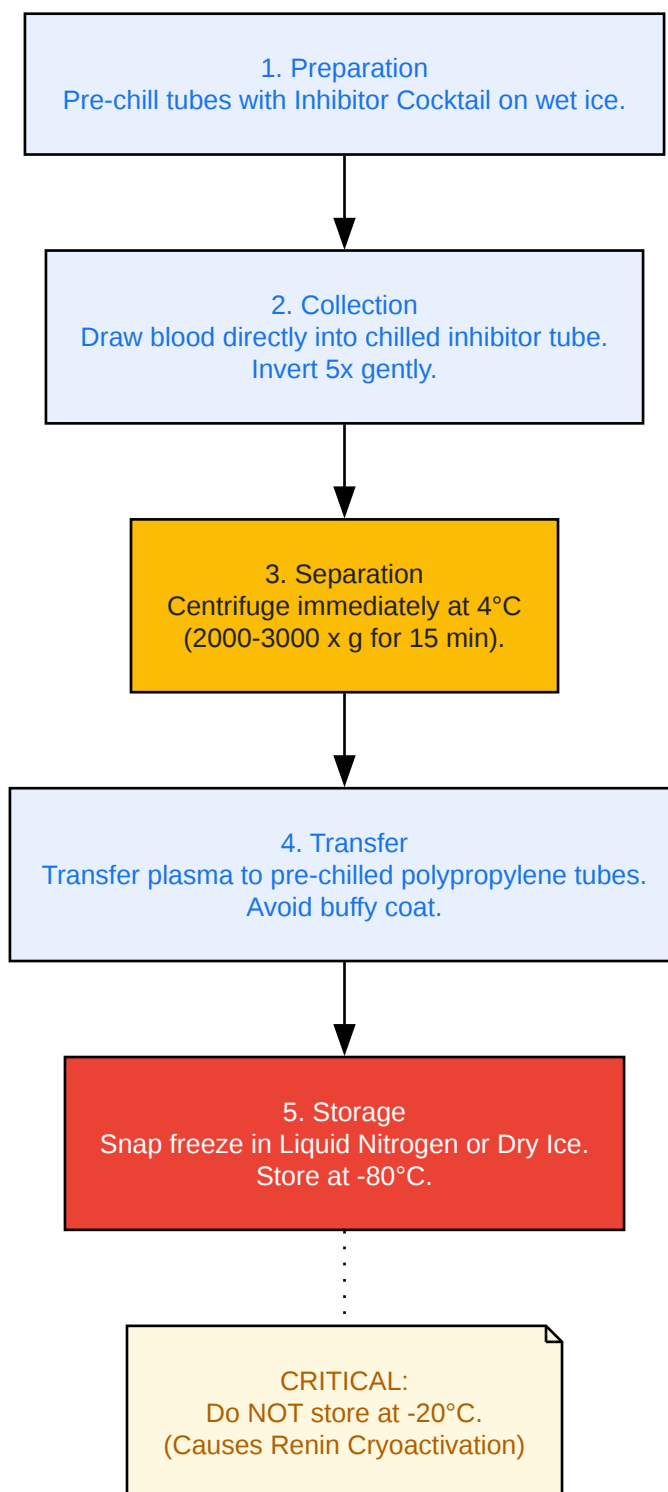 1. Preparation
Pre-chill tubes with Inhibitor Cocktail on wet ice.
2. Collection
Draw blood directly into chilled inhibitor tube.
Invert 5x gently.
3. Separation
Centrifuge immediately at 4°C
(2000-3000 x g for 15 min).
4. Transfer
Transfer plasma to pre-chilled polypropylene tubes.
Avoid buffy coat.
5. Storage
Snap freeze in Liquid Nitrogen or Dry Ice.
Store at -80°C.
CRITICAL:
Do NOT store at -20°C.
(Causes Renin Cryoactivation)